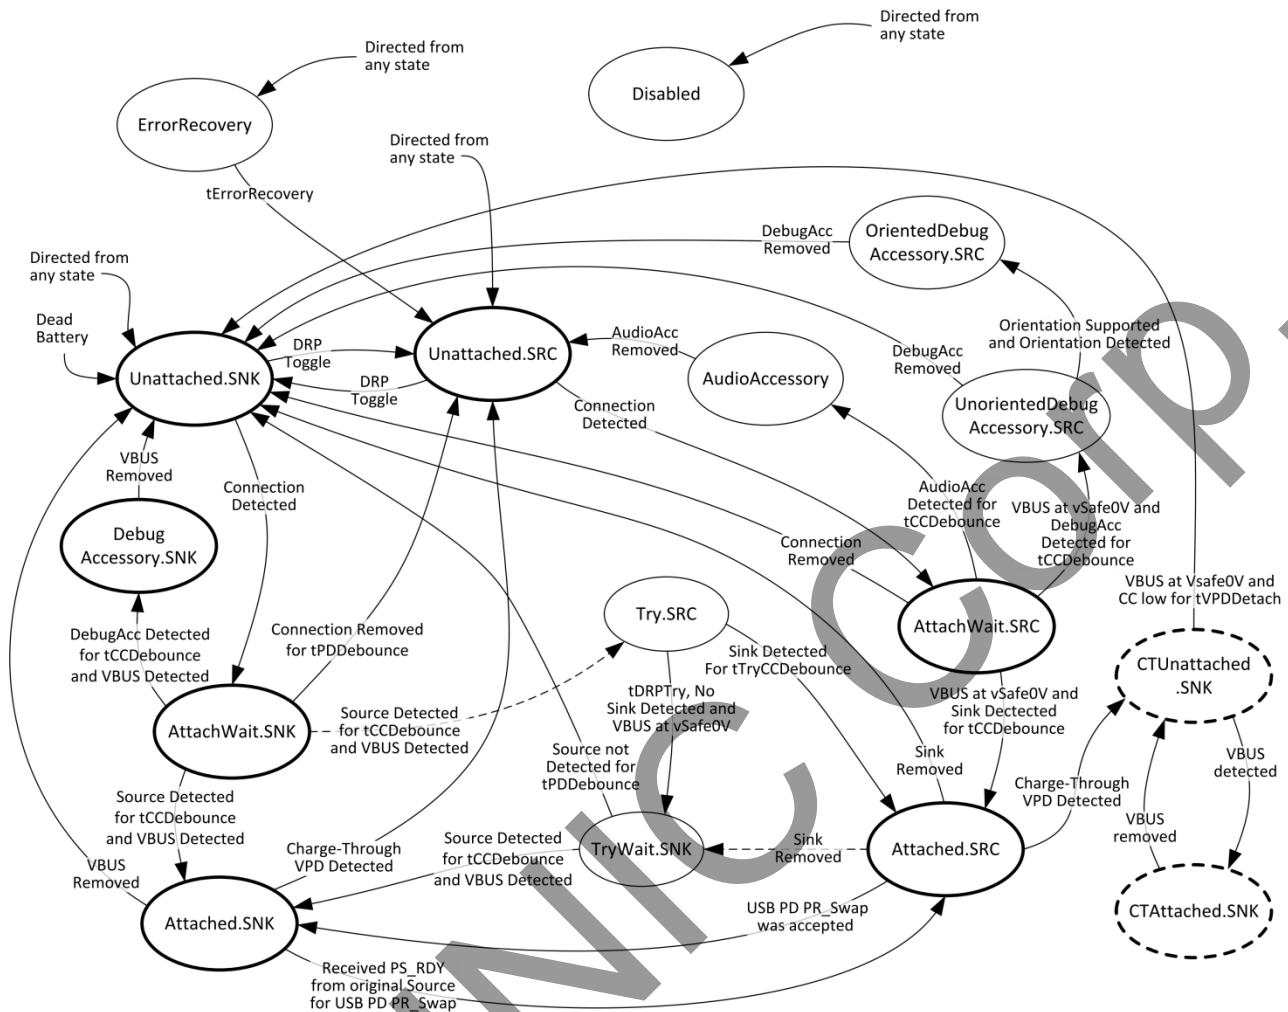 Directed from
any state
Directed from
any state
ErrorRecovery
Disabled
Directed from
any state
tErrorRecovery
OrientedDebug
Accessory.SRC
DebugAcc
Removed
Directed from
any state
Dead
Battery
Orientation Supported
and Orientation Detected
AudioAcc
Removed
DRP
Toggle
Unattached.SRC
DebugAcc
Removed
Unattached.SNK
AudioAccessory
DRP
Toggle
UnorientedDebug
Accessory.SRC
Connection
Detected
VBUS
Removed
Connection
Detected
AudioAcc
Detected for
tCCDebounce
VBUS at vSafe0V and
DebugAcc
Detected for
tCCDebounce
Debug
Accessory.SNK
Connection
Removed
VBUS at Vsafe0V and
CC low for tVPDDetach
Try.SRC
AttachWait.SRC
DebugAcc Detected
for tCCDebounce
and VBUS Detected
Connection Removed
for tPDDebounce
Sink Detected
For tTryCCDebounce
CTUnattached
.SNK
tDRPTry, No
Sink Detected and
VBUS at vSafe0V
VBUS at vSafe0V and
Sink Dectected
for tCCDebounce
AttachWait.SNK
Source Detected
for tCCDebounce
and VBUS Detected
Source not
Detected for
tPDDebounce
Sink
Removed
VBUS
detected
Charge-Through
VPD Detected
Source Detected
for tCCDebounce
and VBUS Detected
VBUS
removed
Source Detected
for tCCDebounce
and VBUS Detected
Charge-Through
VPD Detected
TryWait.SNK
Sink
Removed
Attached.SRC
VBUS
Removed
Attached.SNK
USB PD PR_Swap
was accepted
CTAttached.SNK
Received PS_RDY
from original Source
for USB PD PR_Swap
NIC Corp.